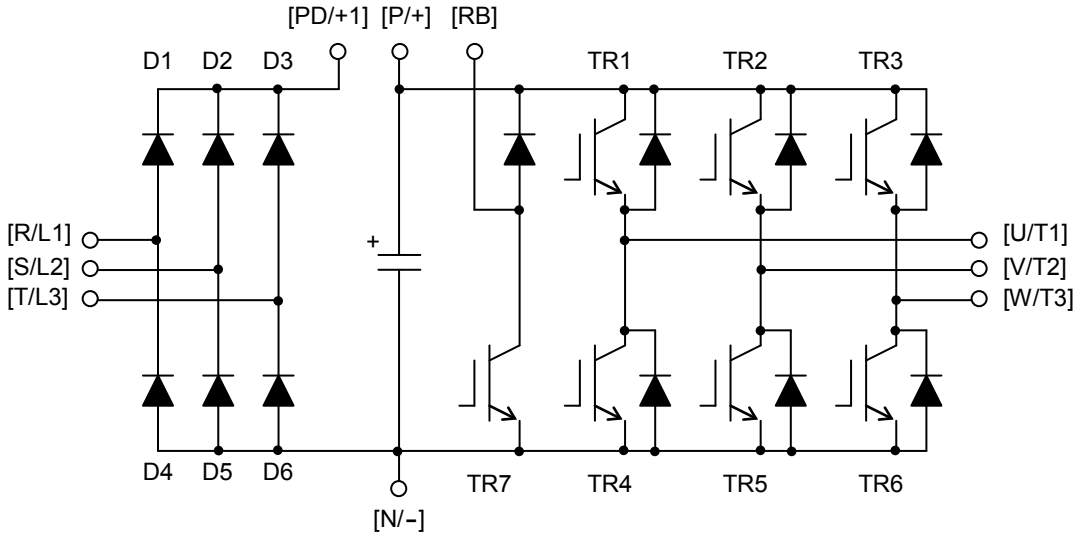 [PD/+1] [P/+] [RB]
D1 D2 D3 TR1 TR2 TR3
[R/L1] [U/T1]
+
[S/L2] [V/T2]
[T/L3] [W/T3]
D4 D5 D6 TR7 TR4 TR5 TR6
[N/-]